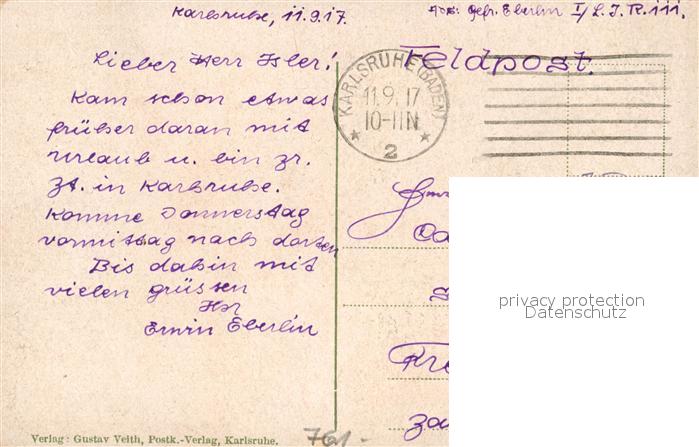 Karlsruhe, 11.9.17.
Abs: Gefr. Eberlin I/L. I. R. 111.
Feldpost.
Lieber Herr Isler!
Kam schon etwas
früher daran mit
Urlaub u. bin zr.
Zt. in Karlsruhe.
Komme Donnerstag
vormittag nach dorten
Bis dahin mit
vielen Grüssen
Ihr
Erwin Eberlin
KARLSRUHE (BADEN)
11.9.17
10-11N
2
privacy protection
Datenschutz
Verlag: Gustav Veith, Postk.-Verlag, Karlsruhe.
761.-